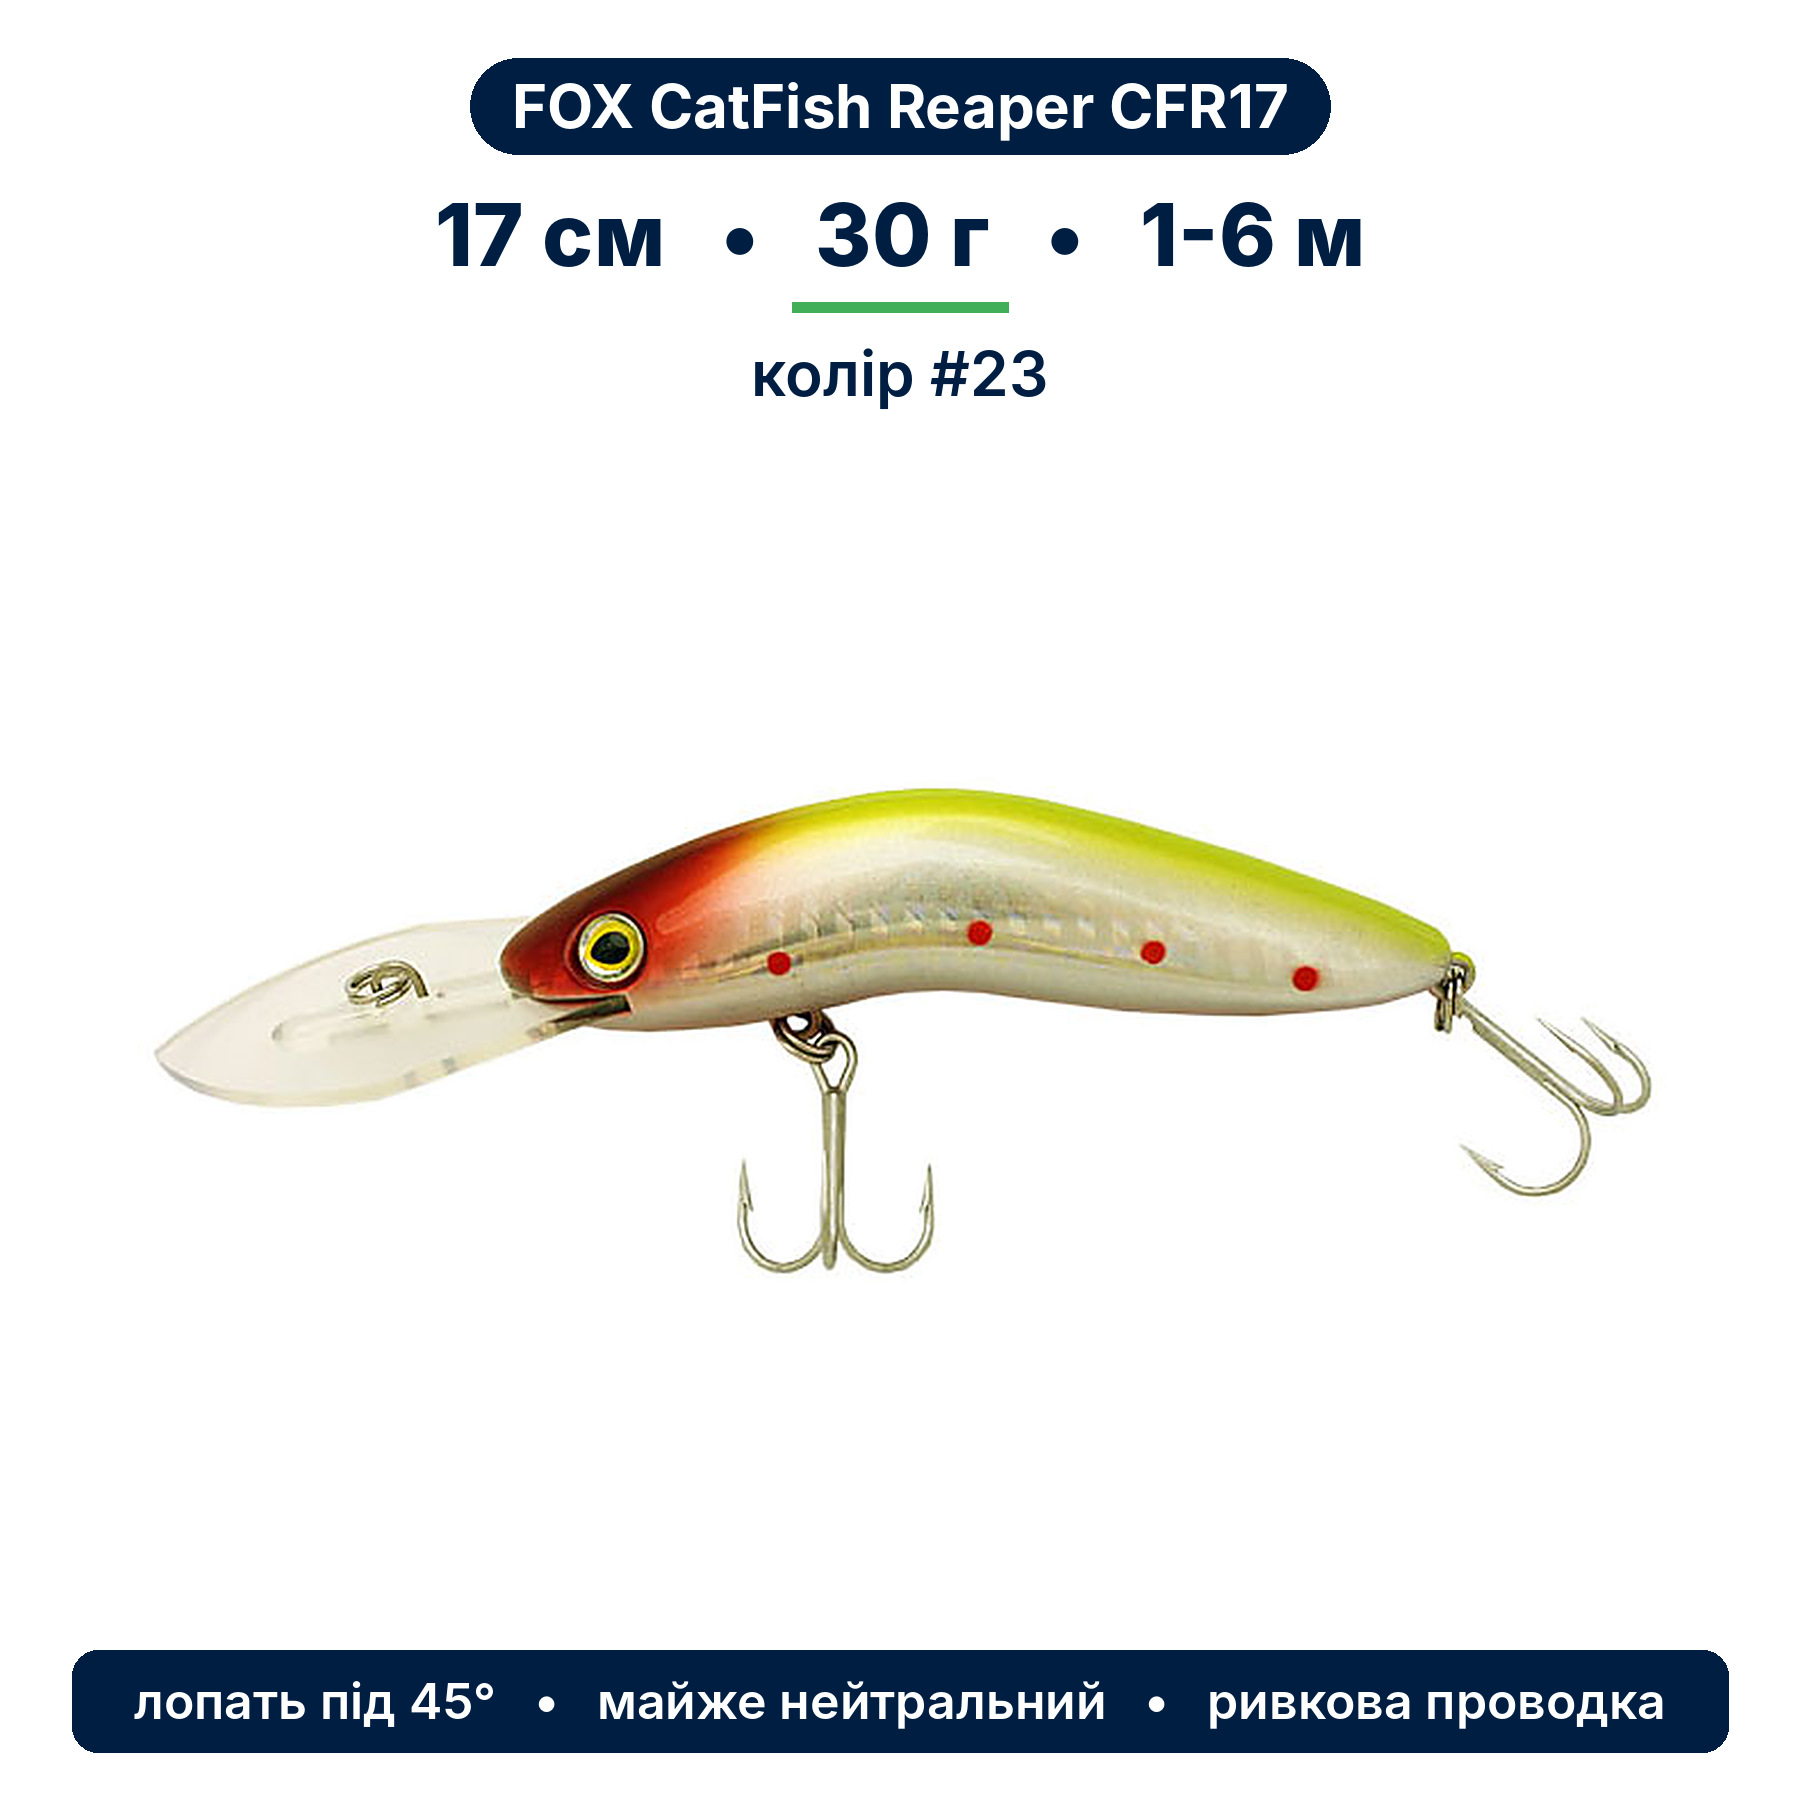 FOX CatFish Reaper CFR17
17 см • 30 г • 1-6 м
колір #23
лопать під 45° • майже нейтральний • ривкова проводка